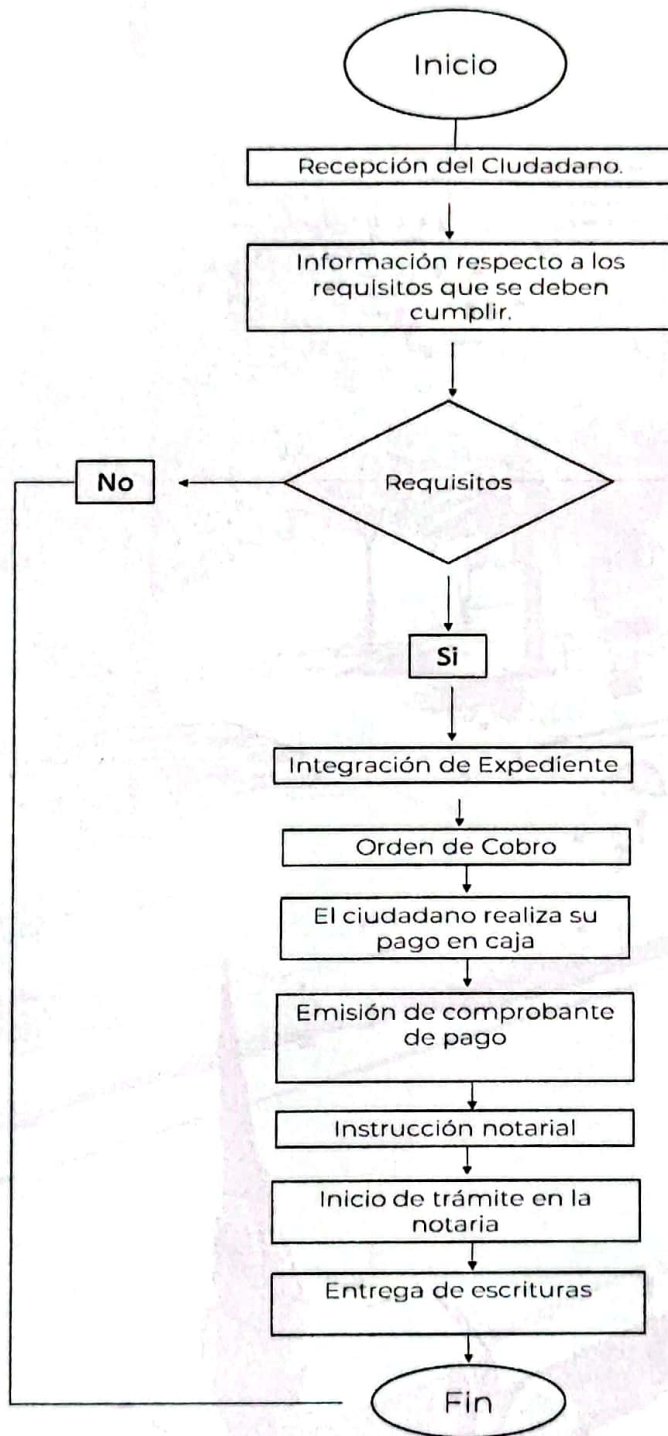 Inicio
Recepción del Ciudadano.
Información respecto a los
requisitos que se deben
cumplir.
Requisitos
No
Si
Integración de Expediente
Orden de Cobro
El ciudadano realiza su
pago en caja
Emisión de comprobante
de pago
Instrucción notarial
Inicio de trámite en la
notaria
Entrega de escrituras
Fin